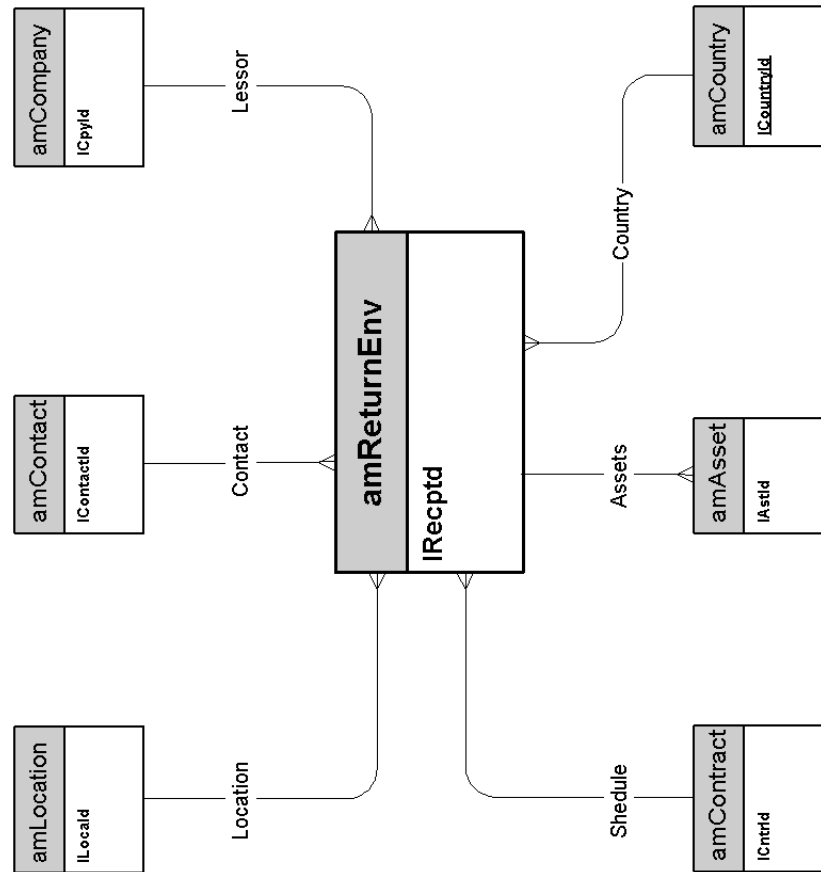 amLocation
lLocaId
amContact
lContactId
amCompany
lCpyId
Location
Contact
Lessor
amReturnEnv
lRecptd
Shedule
Assets
Country
amContract
lCntrId
amAsset
lAstId
amCountry
lCountryId